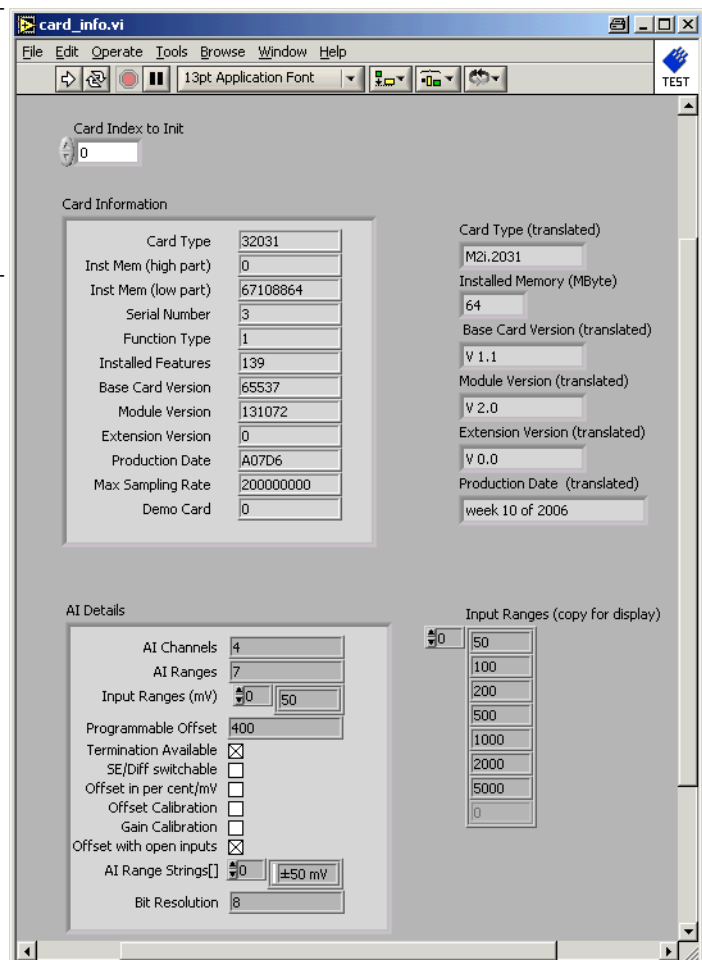 card_info.vi
File Edit Operate Tools Browse Window Help
13pt Application Font
TEST
Card Index to Init
0
Card Information
Card Type 32031
Inst Mem (high part) 0
Inst Mem (low part) 67108864
Serial Number 3
Function Type 1
Installed Features 139
Base Card Version 65537
Module Version 131072
Extension Version 0
Production Date A07D6
Max Sampling Rate 200000000
Demo Card 0
Card Type (translated)
M2i.2031
Installed Memory (MByte)
64
Base Card Version (translated)
V 1.1
Module Version (translated)
V 2.0
Extension Version (translated)
V 0.0
Production Date (translated)
week 10 of 2006
AI Details
AI Channels 4
AI Ranges 7
Input Ranges (mV) 0 50
Programmable Offset 400
Termination Available
SE/Diff switchable
Offset in per cent/mV
Offset Calibration
Gain Calibration
Offset with open inputs
AI Range Strings[] 0 ±50 mV
Bit Resolution 8
Input Ranges (copy for display)
0 50
100
200
500
1000
2000
5000
0